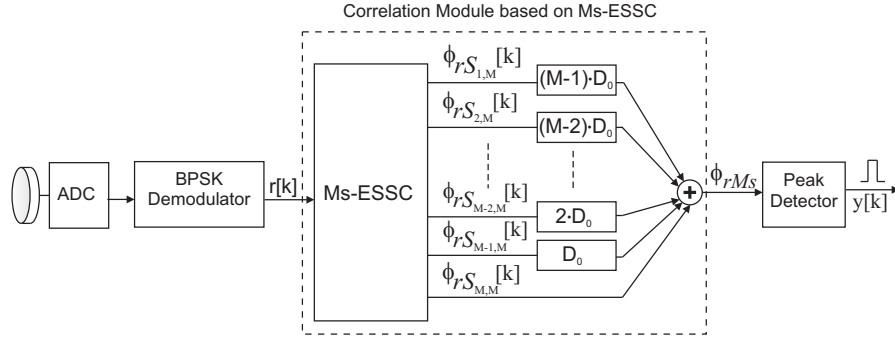 Correlation Module based on Ms-ESSC
ϕrS1,M[k]
(M-1)·D0
ϕrS2,M[k]
(M-2)·D0
ADC
BPSK
Demodulator
r[k]
Ms-ESSC
ϕrSM-2,M[k]
2·D0
ϕrSM-1,M[k]
D0
ϕrSM,M[k]
+
ϕrMs
Peak
Detector
y[k]